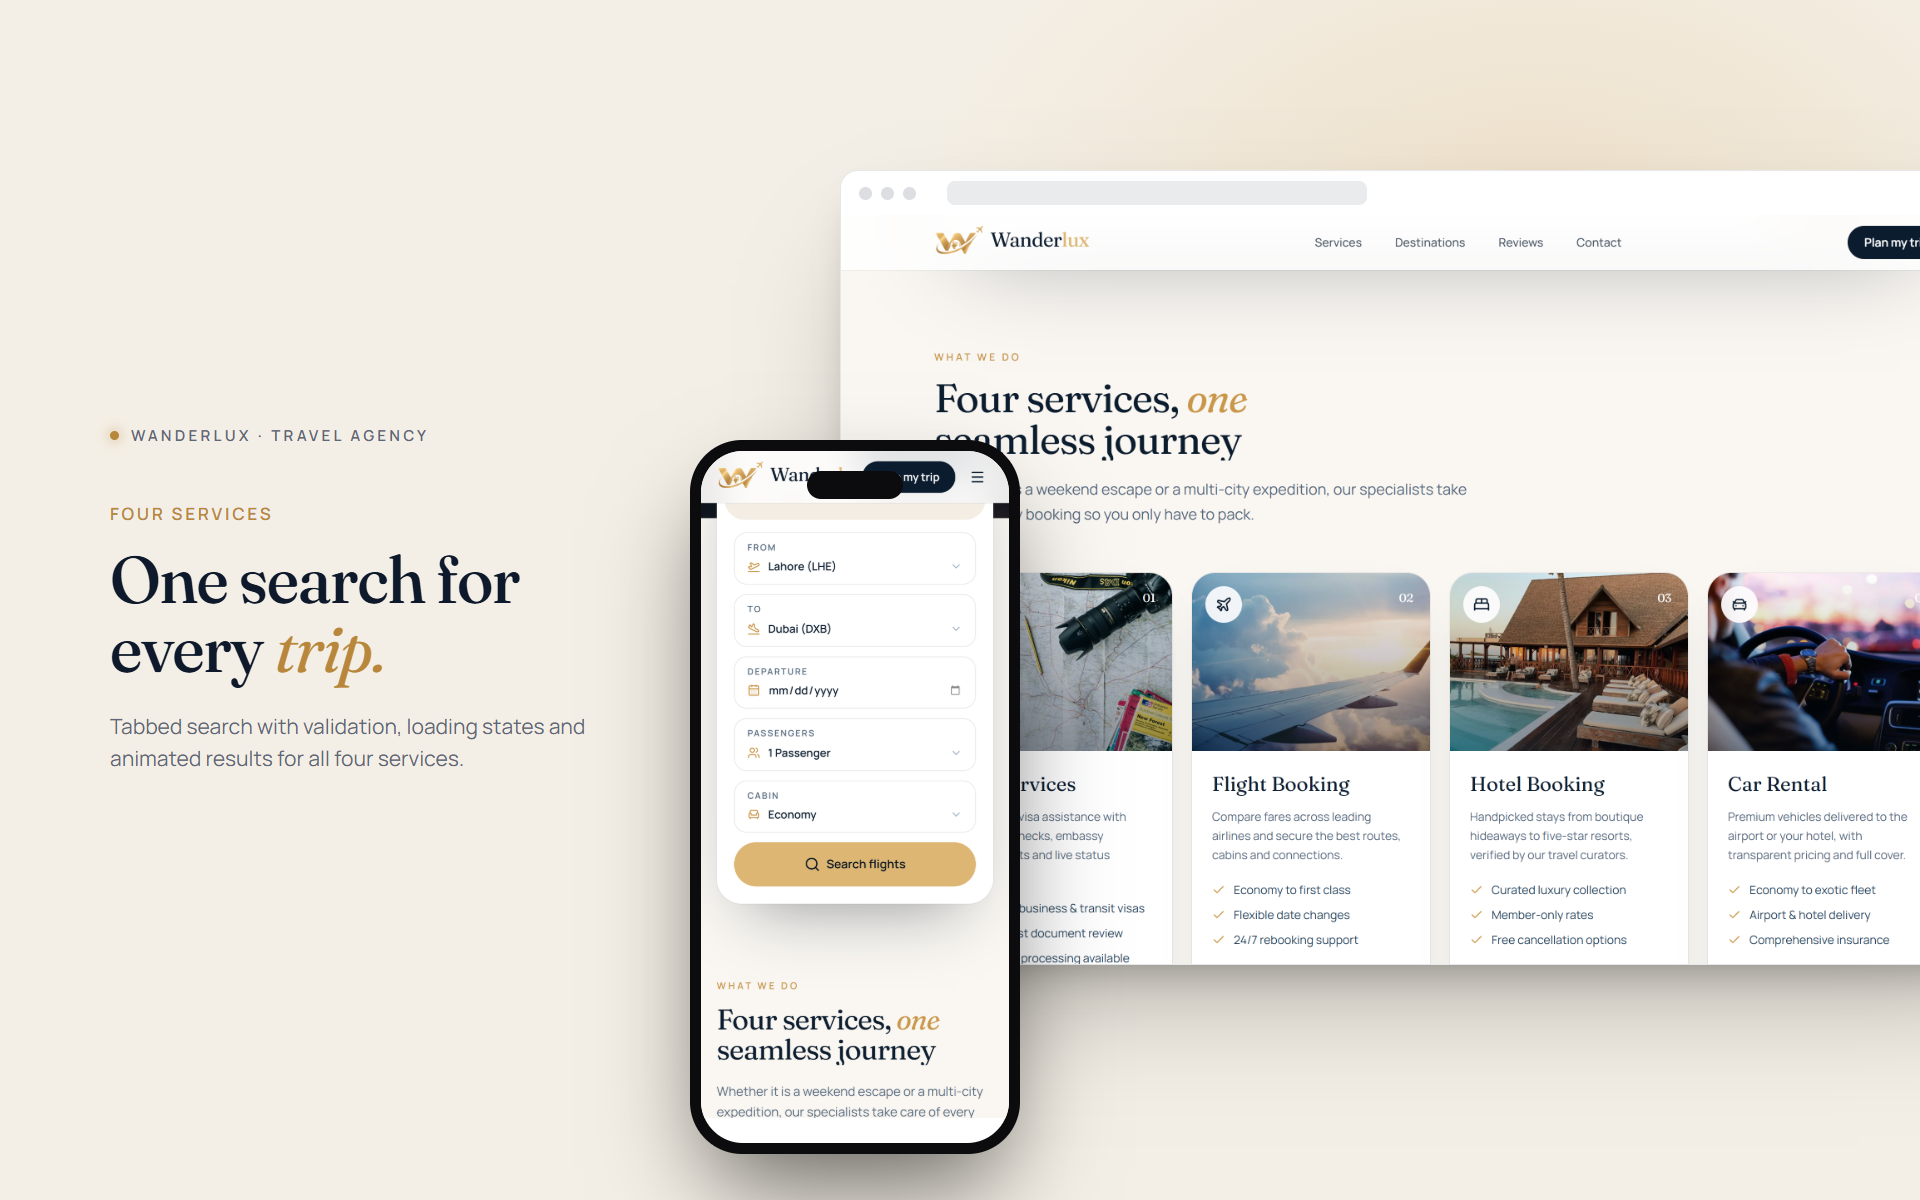 WANDERLUX · TRAVEL AGENCY
FOUR SERVICES
One search for
every trip.
Tabbed search with validation, loading states and
animated results for all four services.
Wanderlux
Services
Destinations
Reviews
Contact
Plan my
WHAT WE DO
Four services, one
seamless journey
a weekend escape or a multi-city expedition, our specialists take
booking so you only have to pack.
01
02
03
Flight Booking
Hotel Booking
Car Rental
visa assistance with
embassy
and live status
business & transit visas
document review
processing available
Compare fares across leading
airlines and secure the best routes,
cabins and connections.
Economy to first class
Flexible date changes
24/7 rebooking support
Handpicked stays from boutique
hideaways to five-star resorts,
verified by our travel curators.
Curated luxury collection
Member-only rates
Free cancellation options
Premium vehicles delivered to the
airport or your hotel, with
transparent pricing and full cover.
Economy to exotic fleet
Airport & hotel delivery
Comprehensive insurance
my trip
FROM
Lahore (LHE)
TO
Dubai (DXB)
DEPARTURE
mm/dd/yyyy
PASSENGERS
1 Passenger
CABIN
Economy
Search flights
WHAT WE DO
Four services, one
seamless journey
Whether it is a weekend escape or a multi-city
expedition, our specialists take care of every